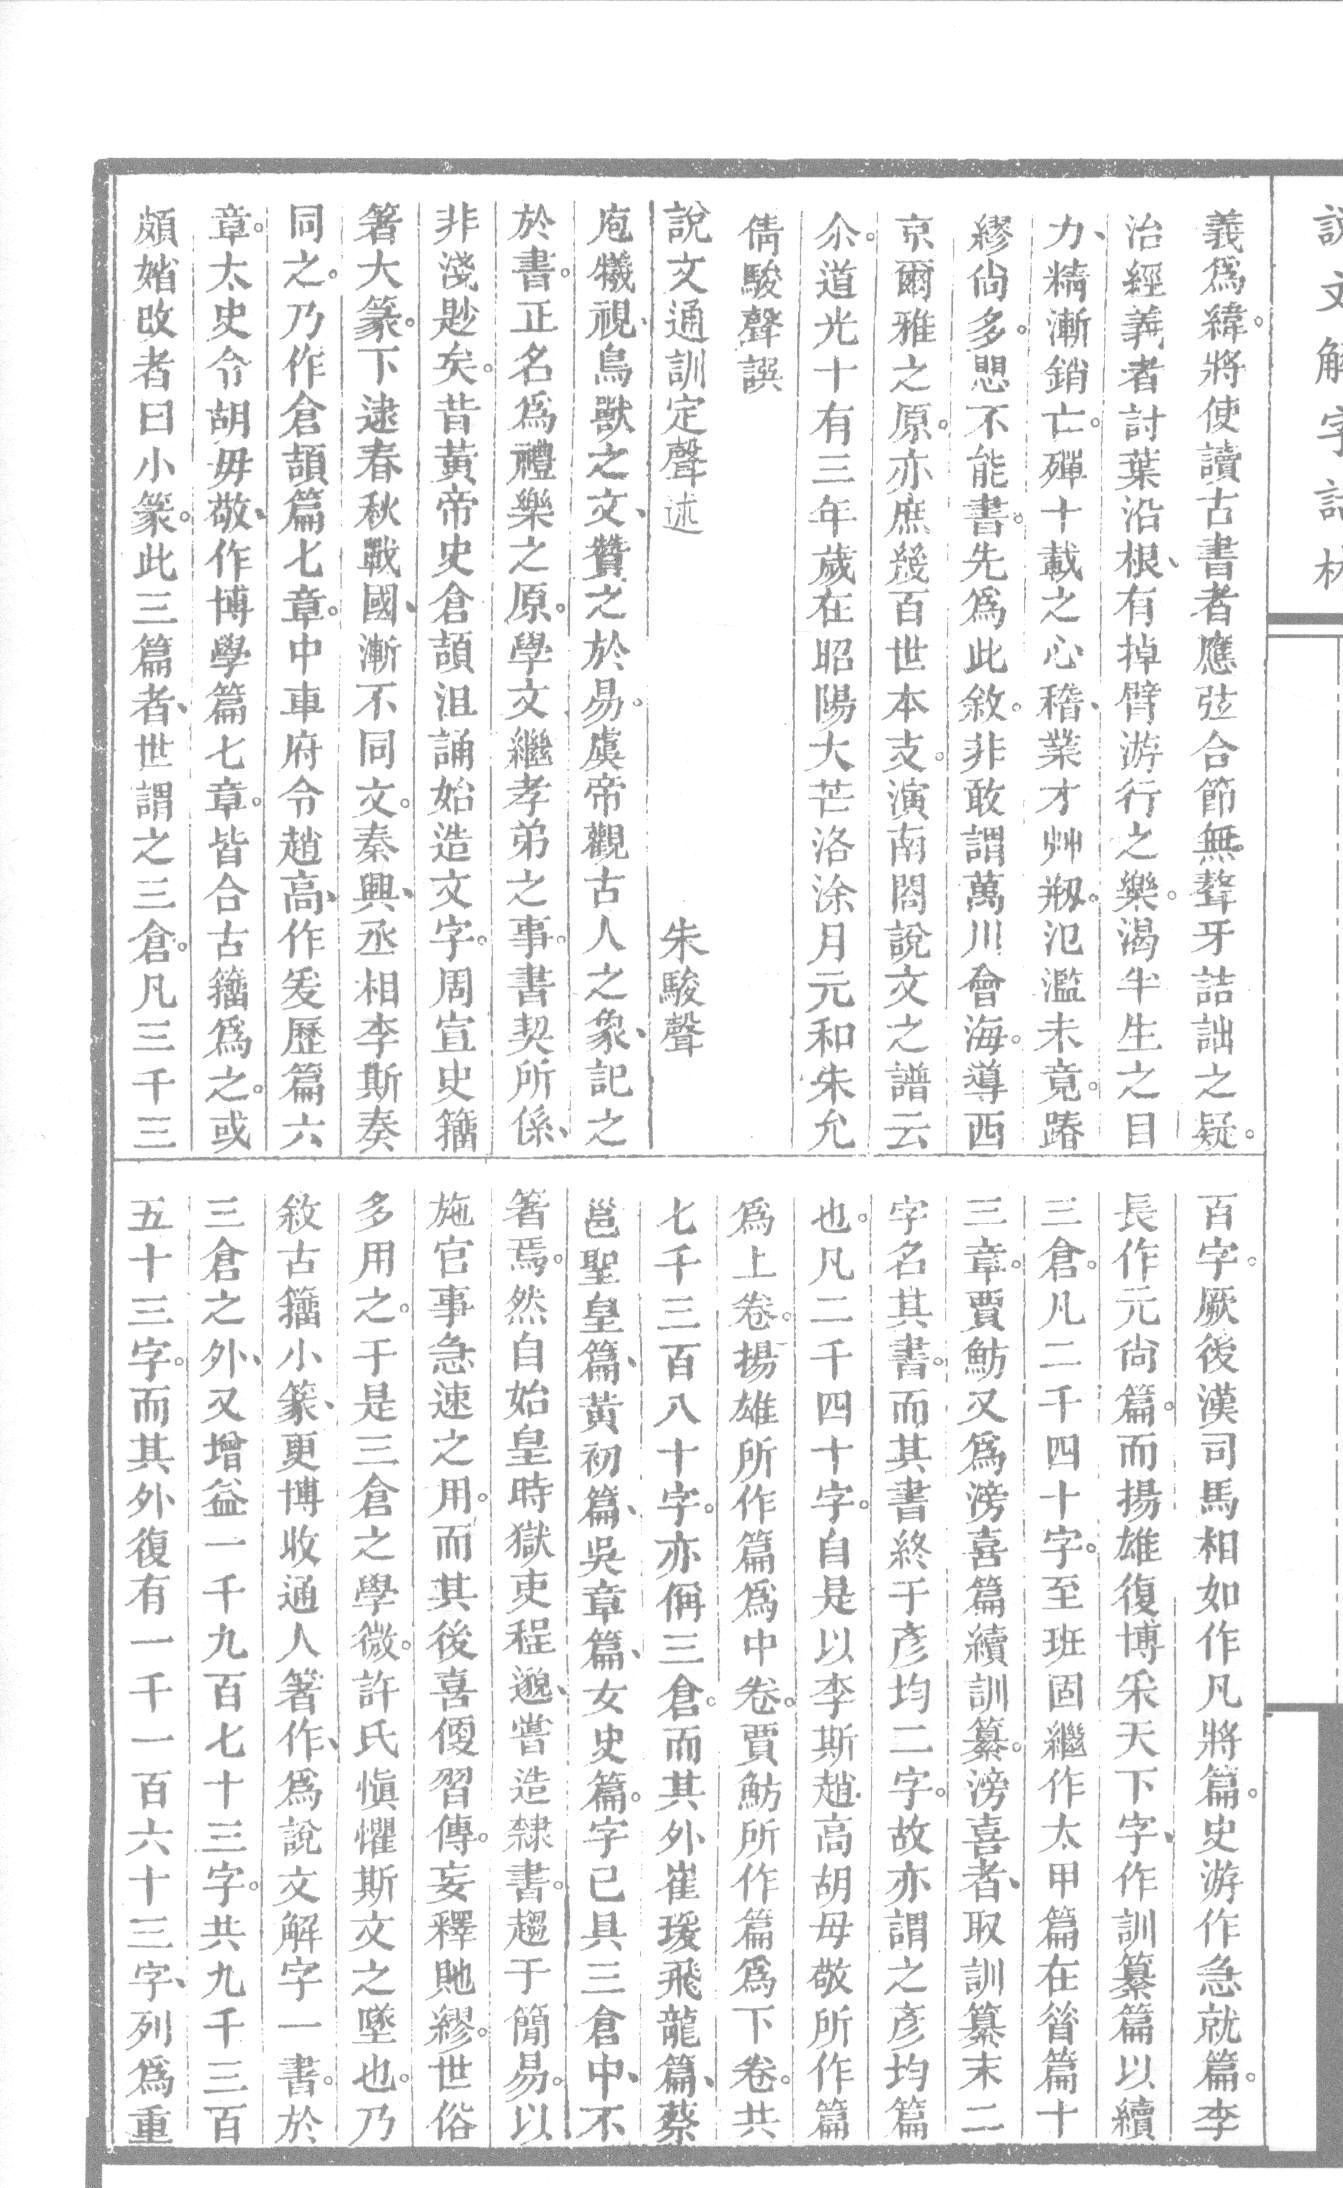 說文解字詁林
義爲緯。將使讀古書者應弦合節無聱牙詰詘之疑。
治經義者討葉沿根、有掉臂游行之樂。渴半生之目
力、精漸銷亡。殫十載之心稽、業才艸剏。氾濫未竟。踳
繆尙多。愳不能書。先爲此敘。非敢謂萬川會海。導西
京爾雅之原。亦庶幾百世本支。演南閣說文之譜云
尒。道光十有三年歲在昭陽大芒洛涂月元和朱允
倩駿聲譔
說文通訓定聲述　朱駿聲
庖犧視、鳥獸之文、贊之於易。虞帝觀古人之象、記之
於書。正名爲禮樂之原。學文繼孝弟之事。書契所係、
非淺尟矣。昔黃帝史倉頡沮誦始造文字。周宣史籀
箸大篆。下逮春秋戰國、漸不同文。秦興、丞相李斯奏
同之。乃作倉頡篇七章。中車府令趙高、作爰歷篇六
章。太史令胡毋敬、作博學篇七章。皆合古籀爲之。或
頗媘改者曰小篆。此三篇者、世謂之三倉。凡三千三
百字。厥後漢司馬相如作凡將篇。史游作急就篇。李
長作元尙篇。而揚雄復博采天下字、作訓纂篇以續
三倉。凡二千四十字。至班固繼作太甲篇在昝篇十
三章。賈魴又爲滂喜篇續訓纂。滂喜者、取訓纂末二
字名其書。而其書終于彥均二字。故亦謂之彥均篇
也。凡二千四十字。自是以李斯趙高胡毋敬所作篇
爲上卷。揚雄所作篇爲中卷。賈魴所作篇爲下卷。共
七千三百八十字。亦稱三倉。而其外崔瑗飛龍篇、蔡
邕聖皇篇、黃初篇、吳章篇、女史篇。字已具三倉中、不
箸焉。然自始皇時獄吏程邈、嘗造隸書。趨于簡易。以
施官事急速之用。而其後喜復習傳。妄釋貤繆。世俗
多用之。于是三倉之學微。許氏愼懼斯文之墜也。乃
敘古籀小篆、更博收通人箸作、爲說文解字一書。於
三倉之外、又增益一千九百七十三字。共九千三百
五十三字。而其外復有一千一百六十三字、列爲重